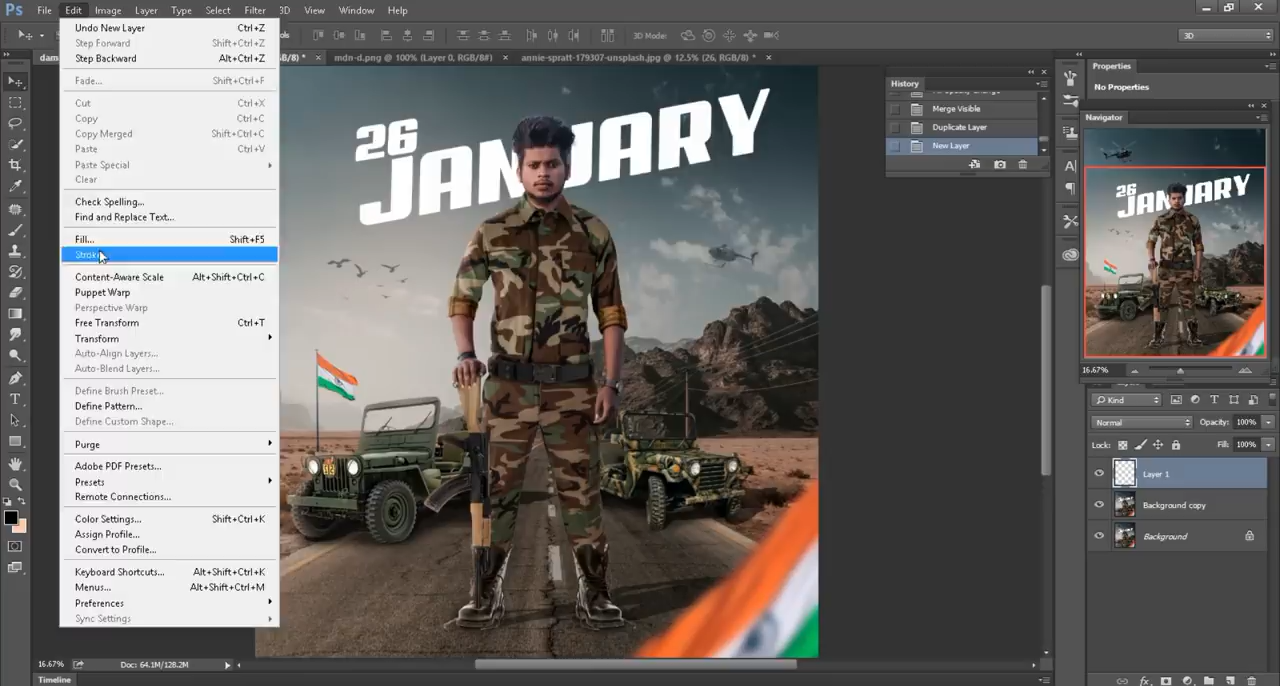 Ps File Edit Image Layer Type Select Filter 3D View Window Help
3D Mode: 3D
mdn-d.png @ 100% (Layer 0, RGB/8#) × annie-spratt-179307-unsplash.jpg @ 12.5% (26, RGB/8) * ×
Undo New Layer Ctrl+Z
Step Forward Shift+Ctrl+Z
Step Backward Alt+Ctrl+Z
Fade... Shift+Ctrl+F
Cut Ctrl+X
Copy Ctrl+C
Copy Merged Shift+Ctrl+C
Paste Ctrl+V
Paste Special
Clear
Check Spelling...
Find and Replace Text...
Fill... Shift+F5
Content-Aware Scale Alt+Shift+Ctrl+C
Puppet Warp
Perspective Warp
Free Transform Ctrl+T
Transform
Auto-Align Layers...
Auto-Blend Layers...
Define Brush Preset...
Define Pattern...
Define Custom Shape...
Purge
Adobe PDF Presets...
Presets
Remote Connections...
Color Settings... Shift+Ctrl+K
Assign Profile...
Convert to Profile...
Keyboard Shortcuts... Alt+Shift+Ctrl+K
Menus... Alt+Shift+Ctrl+M
Preferences
Sync Settings
26
JANUARY
History
Merge Visible
Duplicate Layer
New Layer
Properties
No Properties
Navigator
26
JANUARY
16.67%
Kind
Normal Opacity: 100%
Lock: Fill: 100%
Layer 1
Background copy
Background
16.67% Doc: 64.1M/128.2M
Timeline